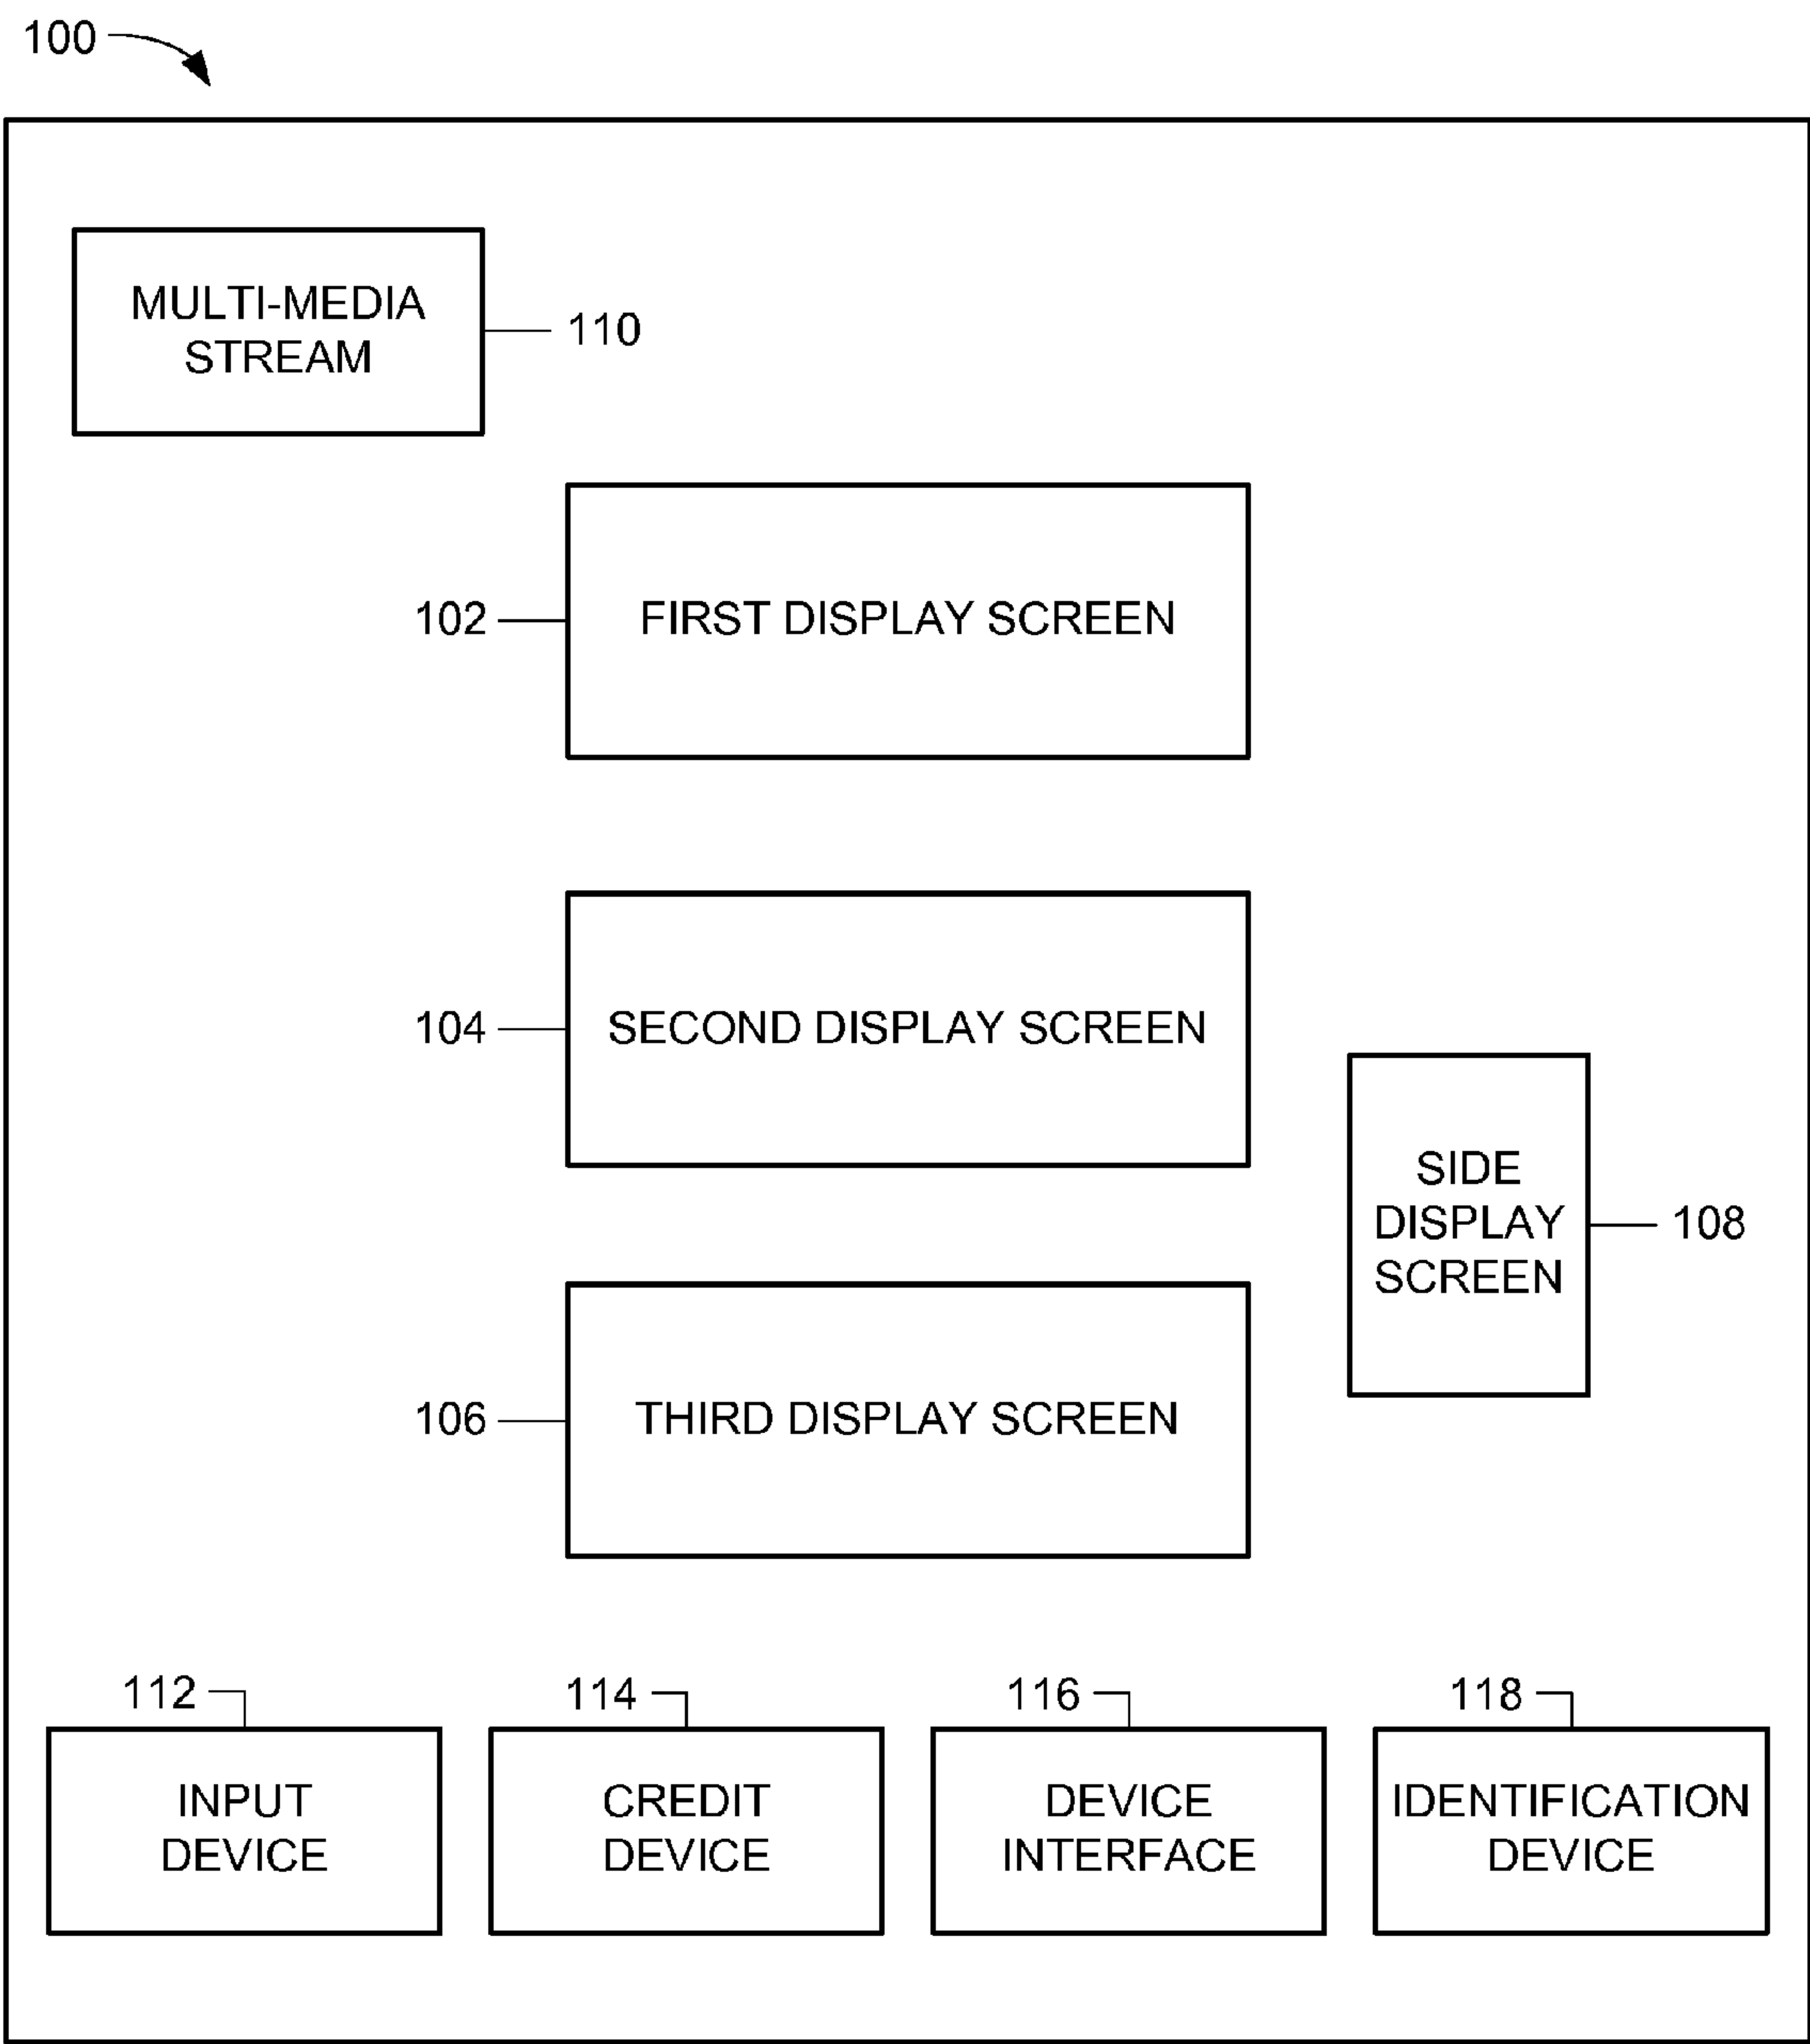 100
MULTI-MEDIA
STREAM
110
102
FIRST DISPLAY SCREEN
104
SECOND DISPLAY SCREEN
SIDE
DISPLAY
SCREEN
108
106
THIRD DISPLAY SCREEN
112
114
116
118
INPUT
DEVICE
CREDIT
DEVICE
DEVICE
INTERFACE
IDENTIFICATION
DEVICE